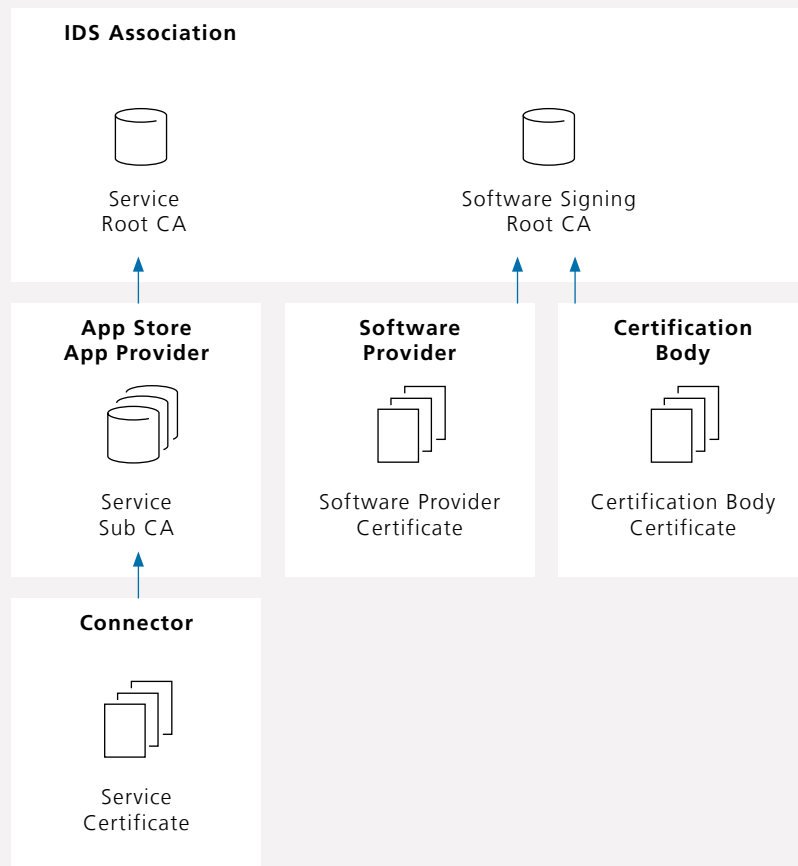 IDS Association
Service
Root CA
Software Signing
Root CA
App Store
App Provider
Service
Sub CA
Software
Provider
Software Provider
Certificate
Certification
Body
Certification Body
Certificate
Connector
Service
Certificate